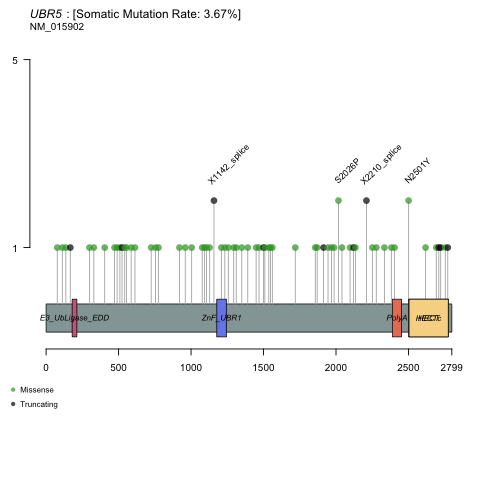 UBR5 : [Somatic Mutation Rate: 3.67%]
NM_015902
5
X1142_splice
S2026P
X2210_splice
N2501Y
1
E3_UbLigase_EDD
ZnF_UBR1
PolyA
HECTc
0
500
1000
1500
2000
2500
2799
Missense
Truncating